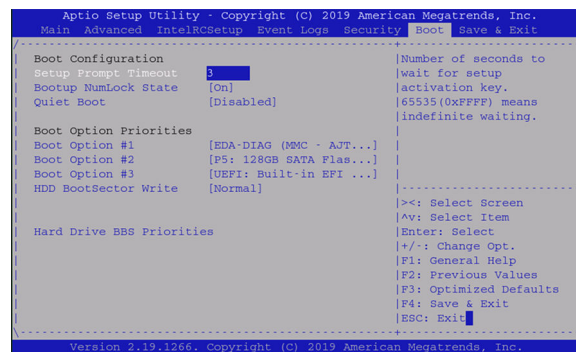 Aptio Setup Utility - Copyright (C) 2019 American Megatrends, Inc.
Main Advanced IntelRCSetup Event Logs Security Boot Save & Exit
Boot Configuration
Setup Prompt Timeout 3
Bootup NumLock State [On]
Quiet Boot [Disabled]
Boot Option Priorities
Boot Option #1 [EDA-DIAG (MMC - AJT...]
Boot Option #2 [P5: 128GB SATA Flas...]
Boot Option #3 [UEFI: Built-in EFI ...]
HDD BootSector Write [Normal]
Hard Drive BBS Priorities
Number of seconds to
wait for setup
activation key.
65535(0xFFFF) means
indefinite waiting.
><: Select Screen
^v: Select Item
Enter: Select
+/-: Change Opt.
F1: General Help
F2: Previous Values
F3: Optimized Defaults
F4: Save & Exit
ESC: Exit
Version 2.19.1266. Copyright (C) 2019 American Megatrends, Inc.